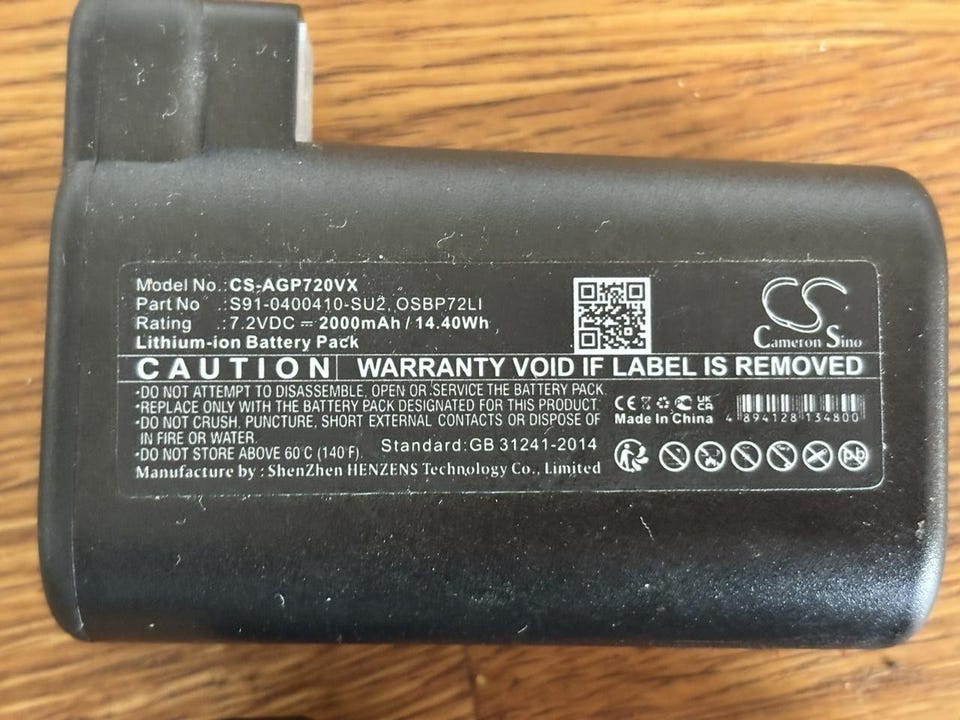 Model No.:CS-AGP720VX
Part No .:S91-0400410-SU2, OSBP72LI
Rating .:7.2VDC ⎓ 2000mAh / 14.40Wh
Lithium-ion Battery Pack
CS
Cameron Sino
CAUTION WARRANTY VOID IF LABEL IS REMOVED
•DO NOT ATTEMPT TO DISASSEMBLE, OPEN OR SERVICE THE BATTERY PACK.
•REPLACE ONLY WITH THE BATTERY PACK DESIGNATED FOR THIS PRODUCT.
•DO NOT CRUSH, PUNCTURE, SHORT EXTERNAL CONTACTS OR DISPOSE OF
IN FIRE OR WATER.
•DO NOT STORE ABOVE 60°C (140°F).
Standard:GB 31241-2014
Manufacture by : ShenZhen HENZENS Technology Co., Limited
CE UK CA
Made In China
4 894128 134800
Pb